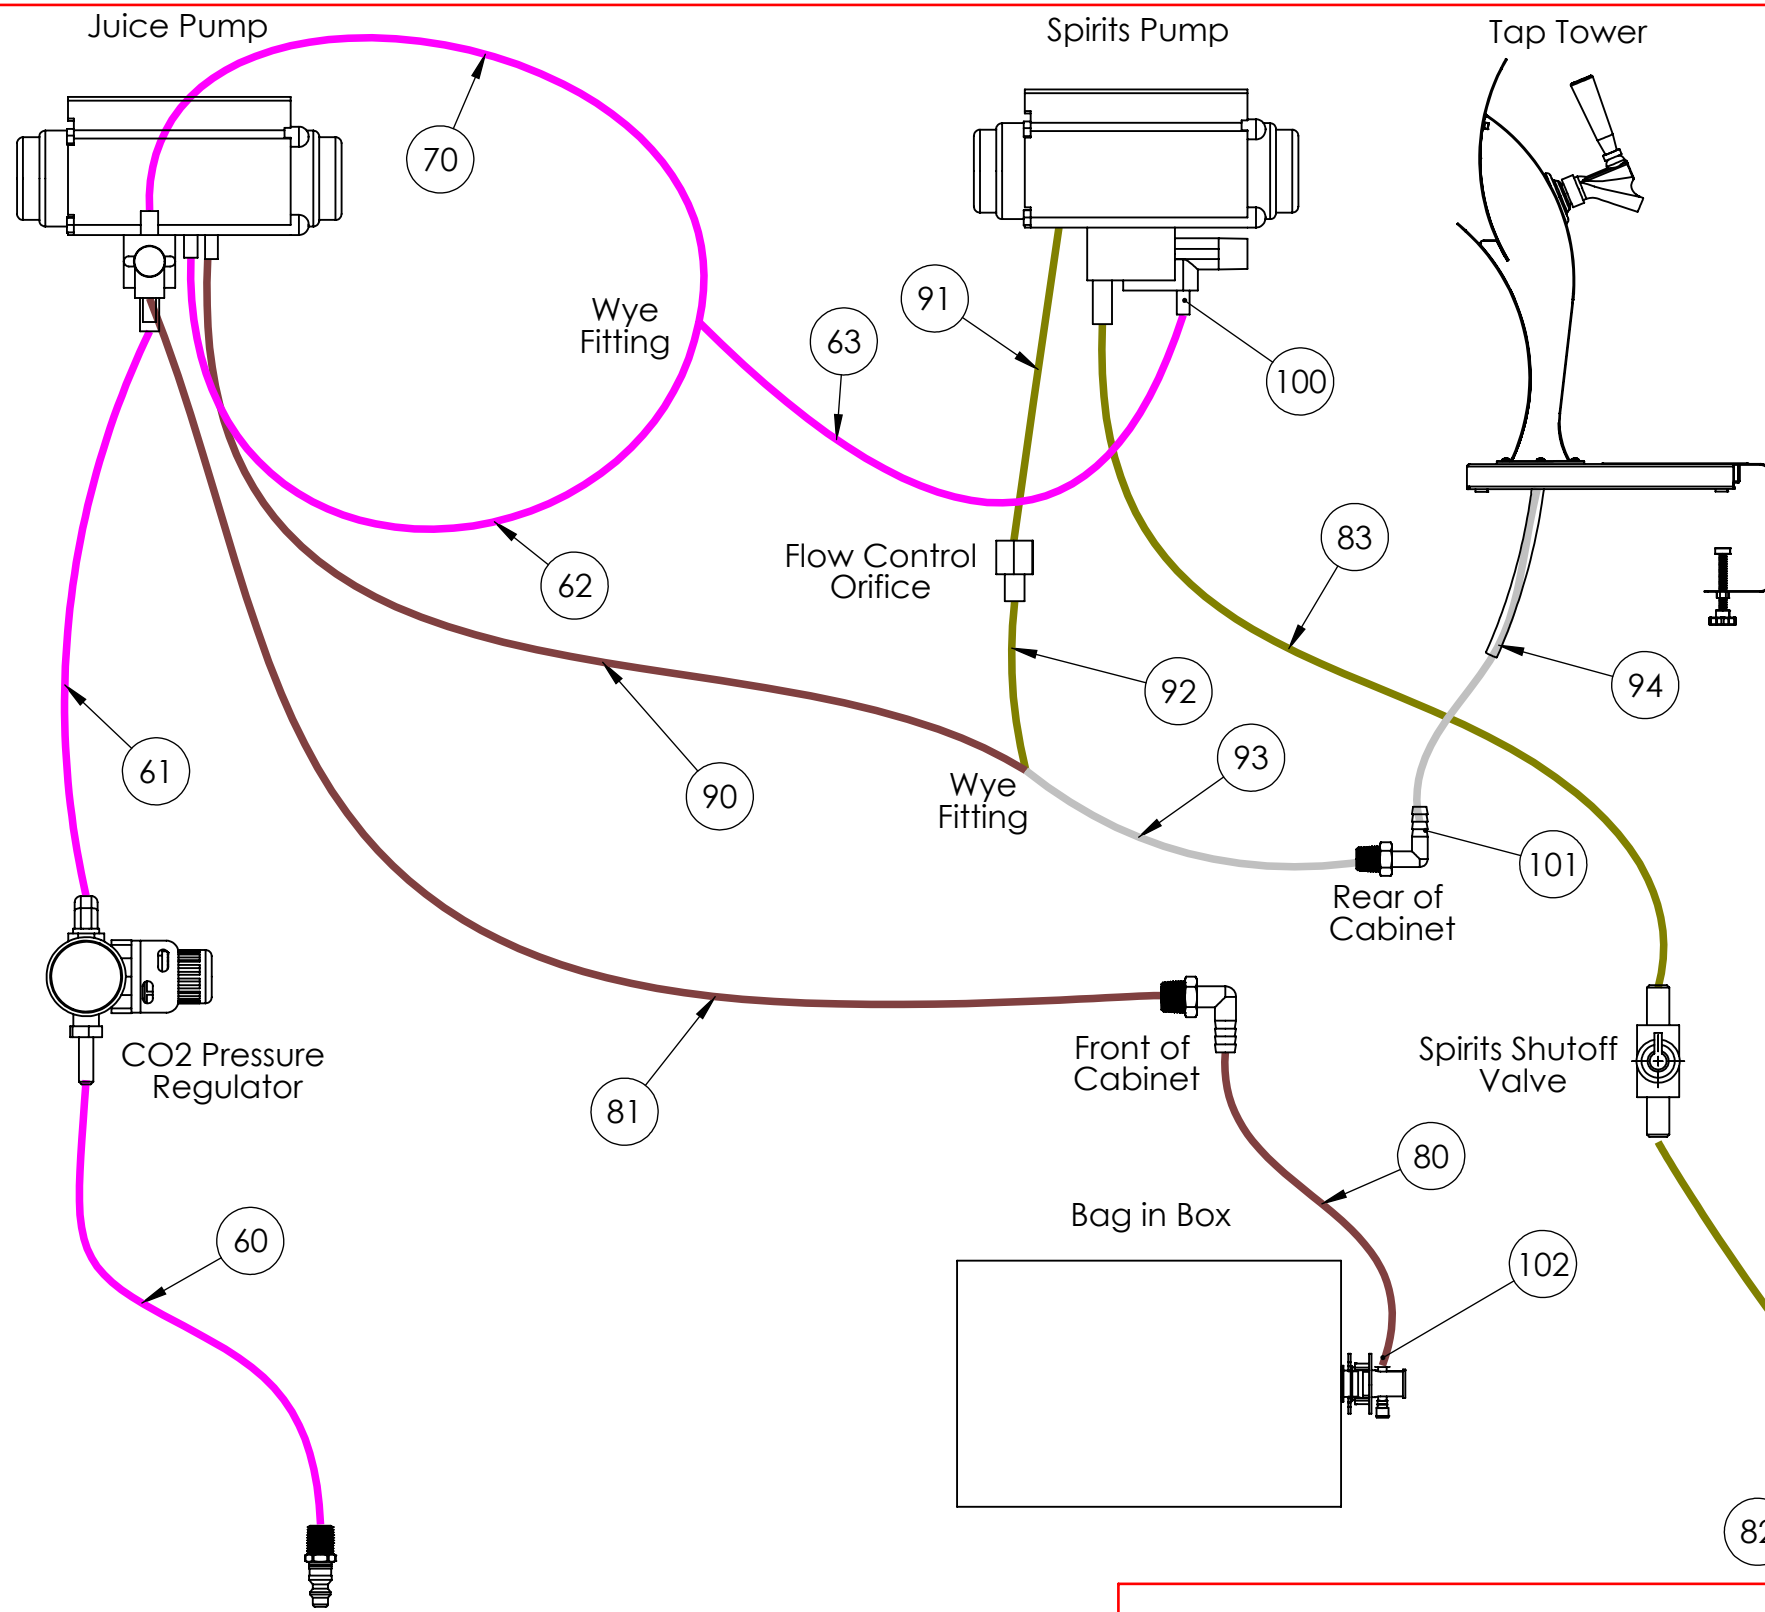 Juice Pump
Spirits Pump
Tap Tower
70
91
Wye
Fitting
63
100
Flow Control
Orifice
83
62
92
94
61
90
93
Wye
Fitting
101
Rear of
Cabinet
CO2 Pressure
Regulator
Front of
Cabinet
Spirits Shutoff
Valve
81
80
Bag in Box
60
102
82